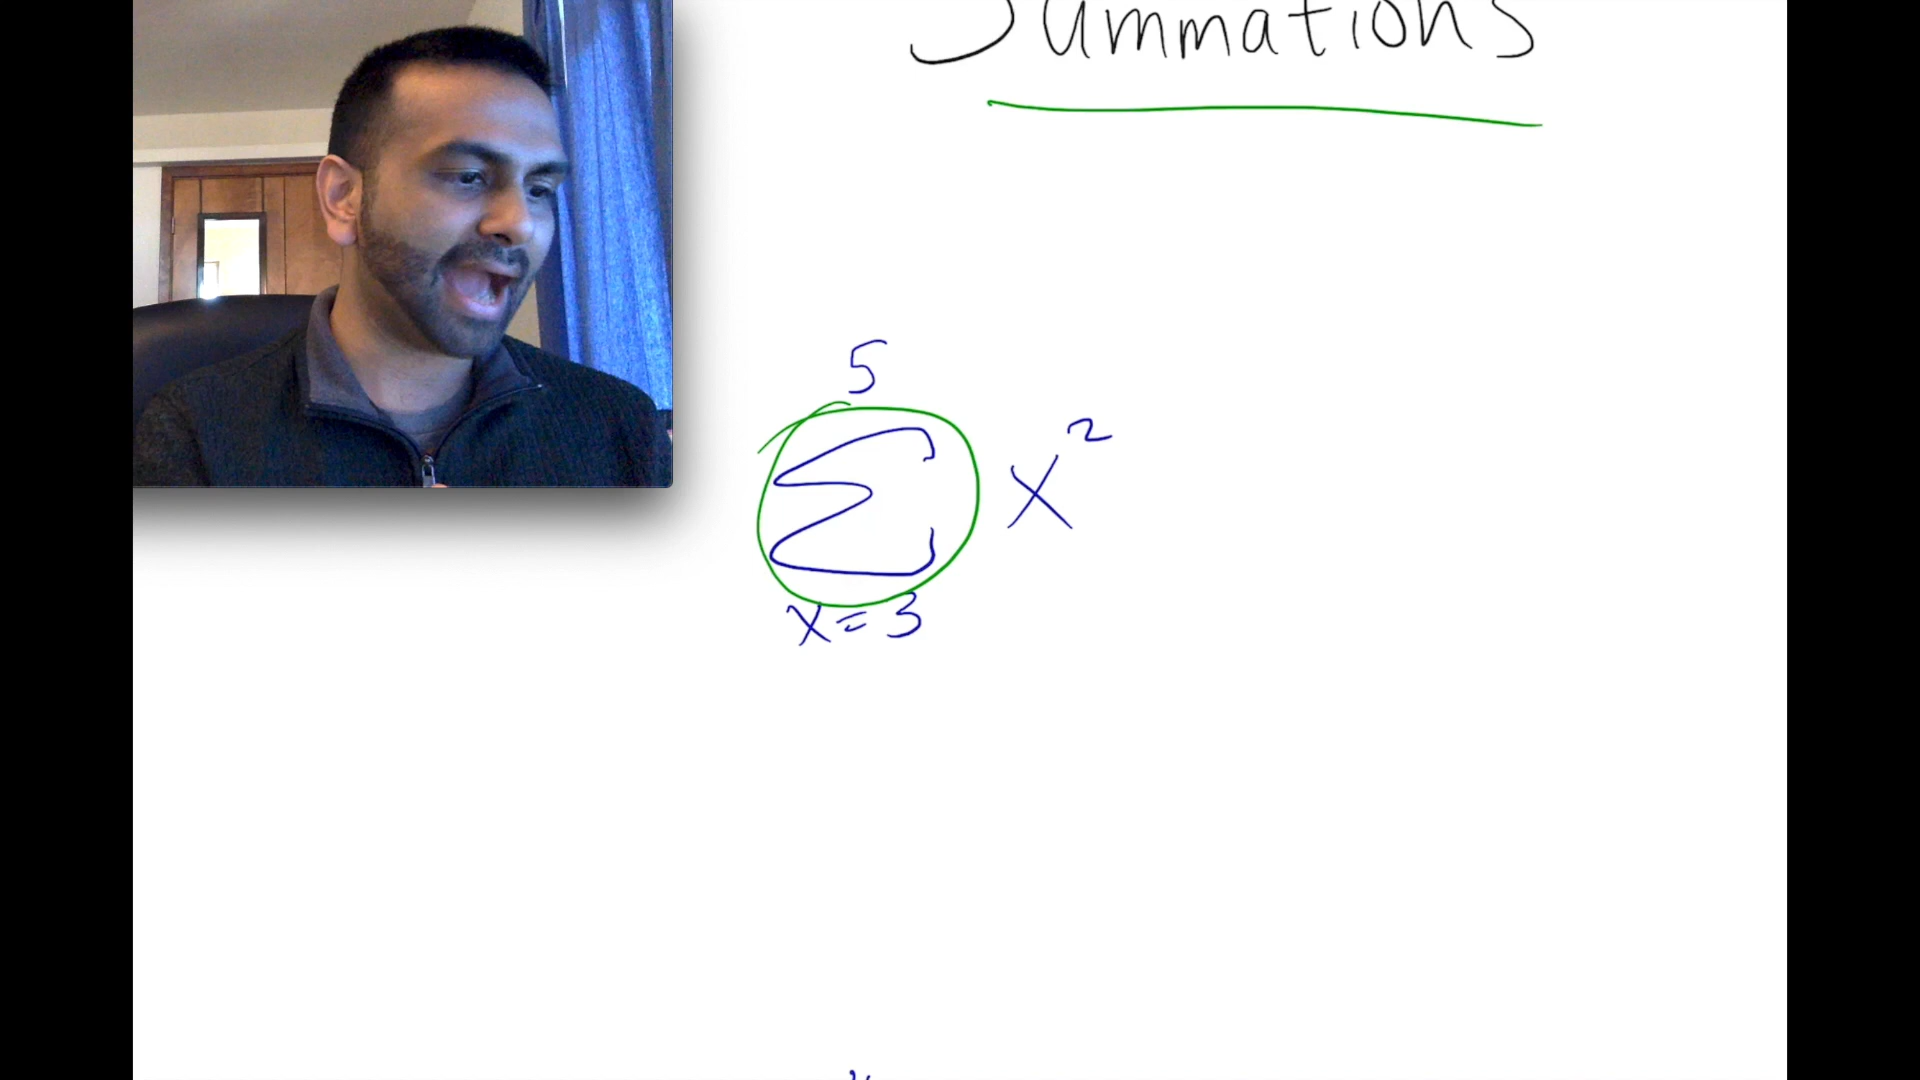 Summations
5
Σ x²
x=3